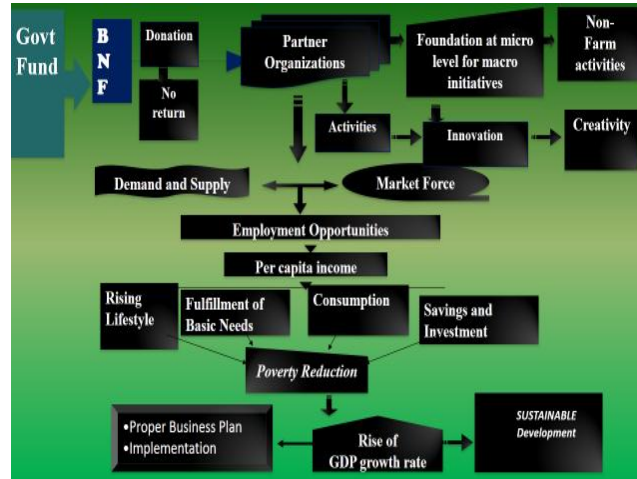 Govt
Fund
B
N
F
Donation
No
return
Partner
Organizations
Foundation at micro
level for macro
initiatives
Non-
Farm
activities
Activities
Innovation
Creativity
Demand and Supply
Market Force
Employment Opportunities
Per capita income
Rising
Lifestyle
Fulfillment of
Basic Needs
Consumption
Savings and
Investment
Poverty Reduction
•Proper Business Plan
•Implementation
Rise of
GDP growth rate
SUSTAINABLE
Development